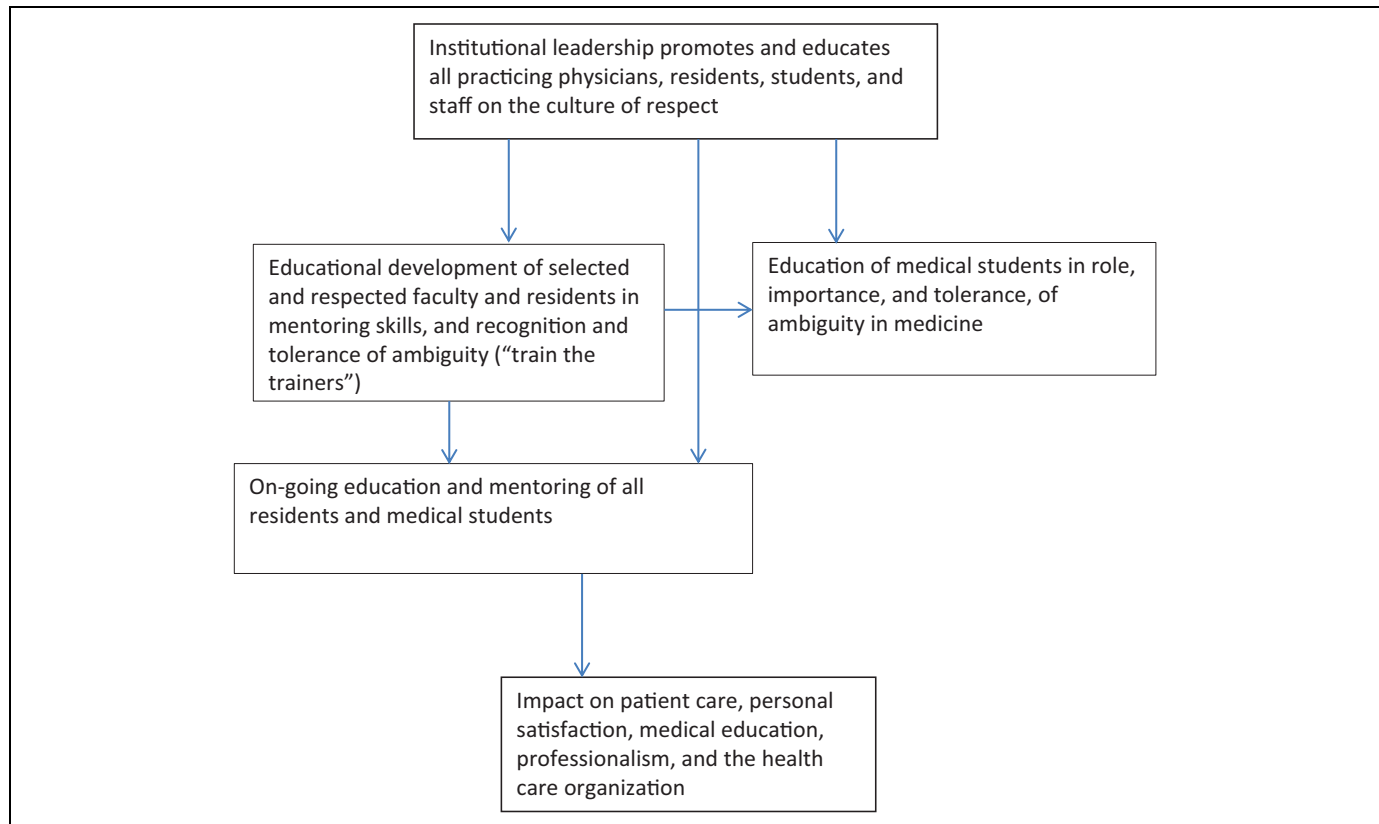 Institutional leadership promotes and educates
all practicing physicians, residents, students, and
staff on the culture of respect
Educational development of selected
and respected faculty and residents in
mentoring skills, and recognition and
tolerance of ambiguity (“train the
trainers”)
Education of medical students in role,
importance, and tolerance, of
ambiguity in medicine
On-going education and mentoring of all
residents and medical students
Impact on patient care, personal
satisfaction, medical education,
professionalism, and the health
care organization